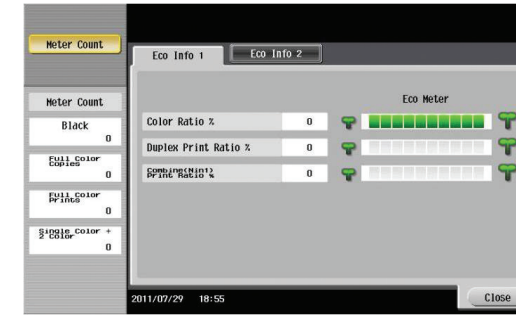 Meter Count
Eco Info 1
Eco Info 2
Meter Count
Black
0
Full Color
Copies
0
Full Color
Prints
0
Single Color +
2 Color
0
Eco Meter
Color Ratio % 0
Duplex Print Ratio % 0
Combine(Nin1)
Print Ratio % 0
2011/07/29 18:55
Close